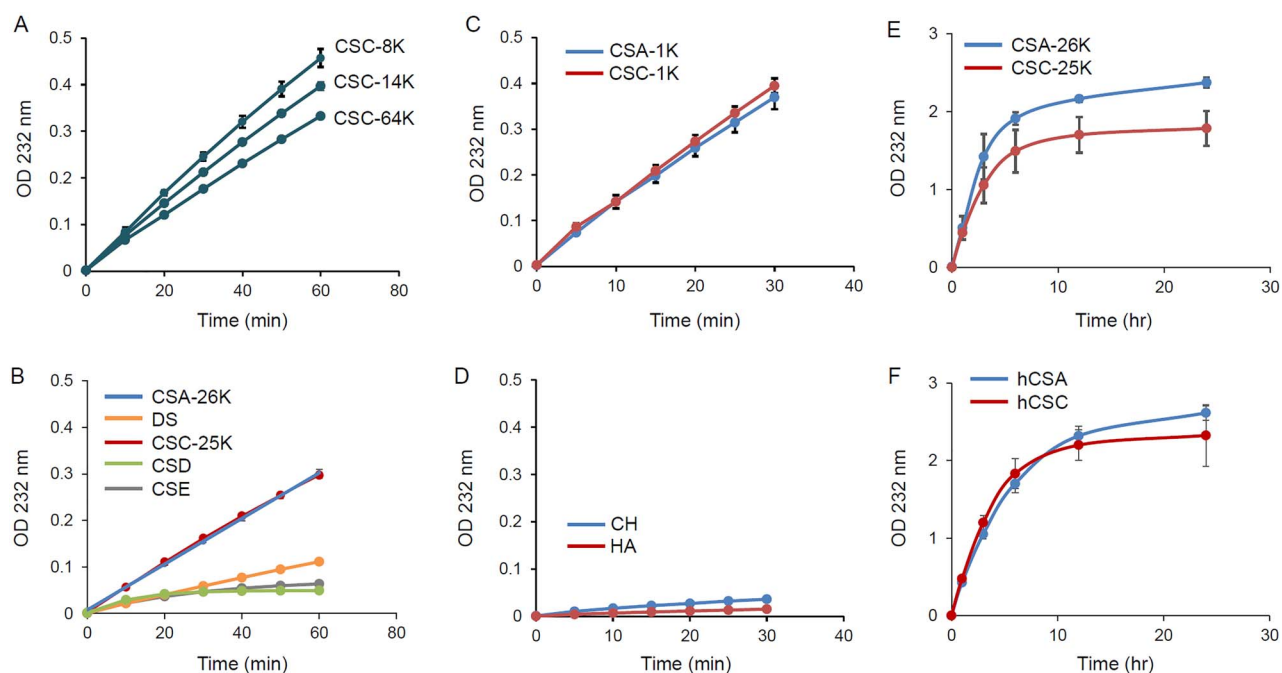 A
OD 232 nm
0.5
0.4
0.3
0.2
0.1
0
0 20 40 60 80
Time (min)
CSC-8K
CSC-14K
CSC-64K
B
OD 232 nm
0.5
0.4
0.3
0.2
0.1
0
0 20 40 60 80
Time (min)
CSA-26K
DS
CSC-25K
CSD
CSE
C
OD 232 nm
0.5
0.4
0.3
0.2
0.1
0
0 10 20 30 40
Time (min)
CSA-1K
CSC-1K
D
OD 232 nm
0.5
0.4
0.3
0.2
0.1
0
0 10 20 30 40
Time (min)
CH
HA
E
OD 232 nm
3
2
1
0
0 10 20 30
Time (hr)
CSA-26K
CSC-25K
F
OD 232 nm
3
2
1
0
0 10 20 30
Time (hr)
hCSA
hCSC